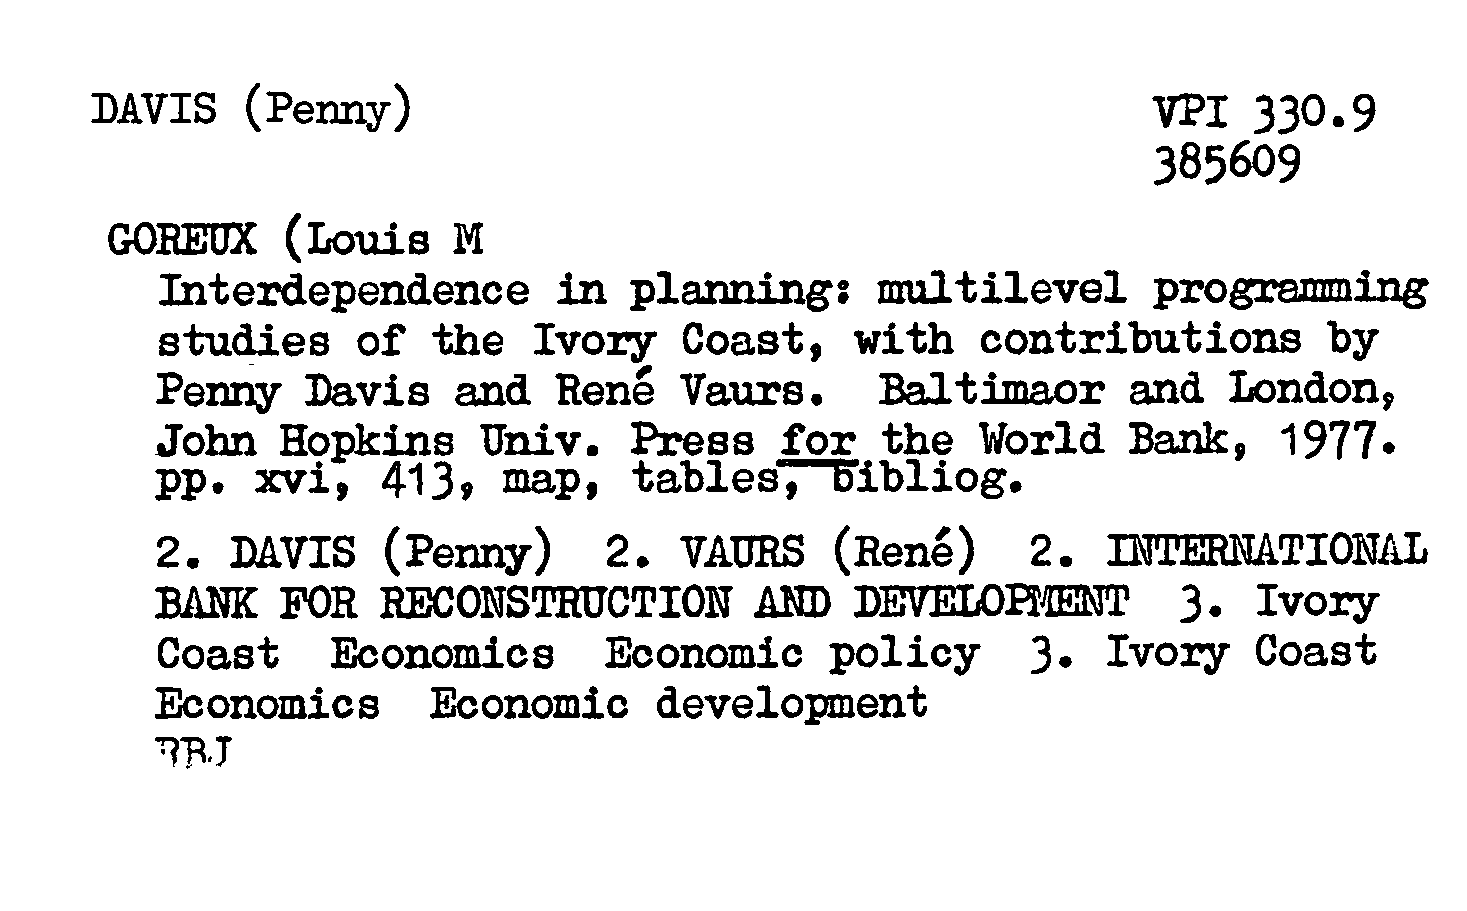 DAVIS (Penny)
VPI 330.9
385609
GOREUX (Louis M
Interdependence in planning: multilevel programming
studies of the Ivory Coast, with contributions by
Penny Davis and René Vaurs. Baltimaor and London,
John Hopkins Univ. Press for the World Bank, 1977.
pp. xvi, 413, map, tables, bibliog.
2. DAVIS (Penny) 2. VAURS (René) 2. INTERNATIONAL
BANK FOR RECONSTRUCTION AND DEVELOPMENT 3. Ivory
Coast Economics Economic policy 3. Ivory Coast
Economics Economic development